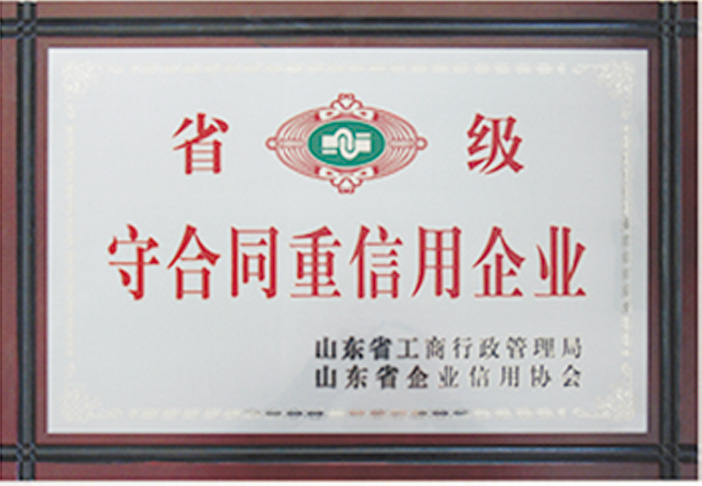 省 级
守合同重信用企业
山东省工商行政管理局
山东省企业信用协会